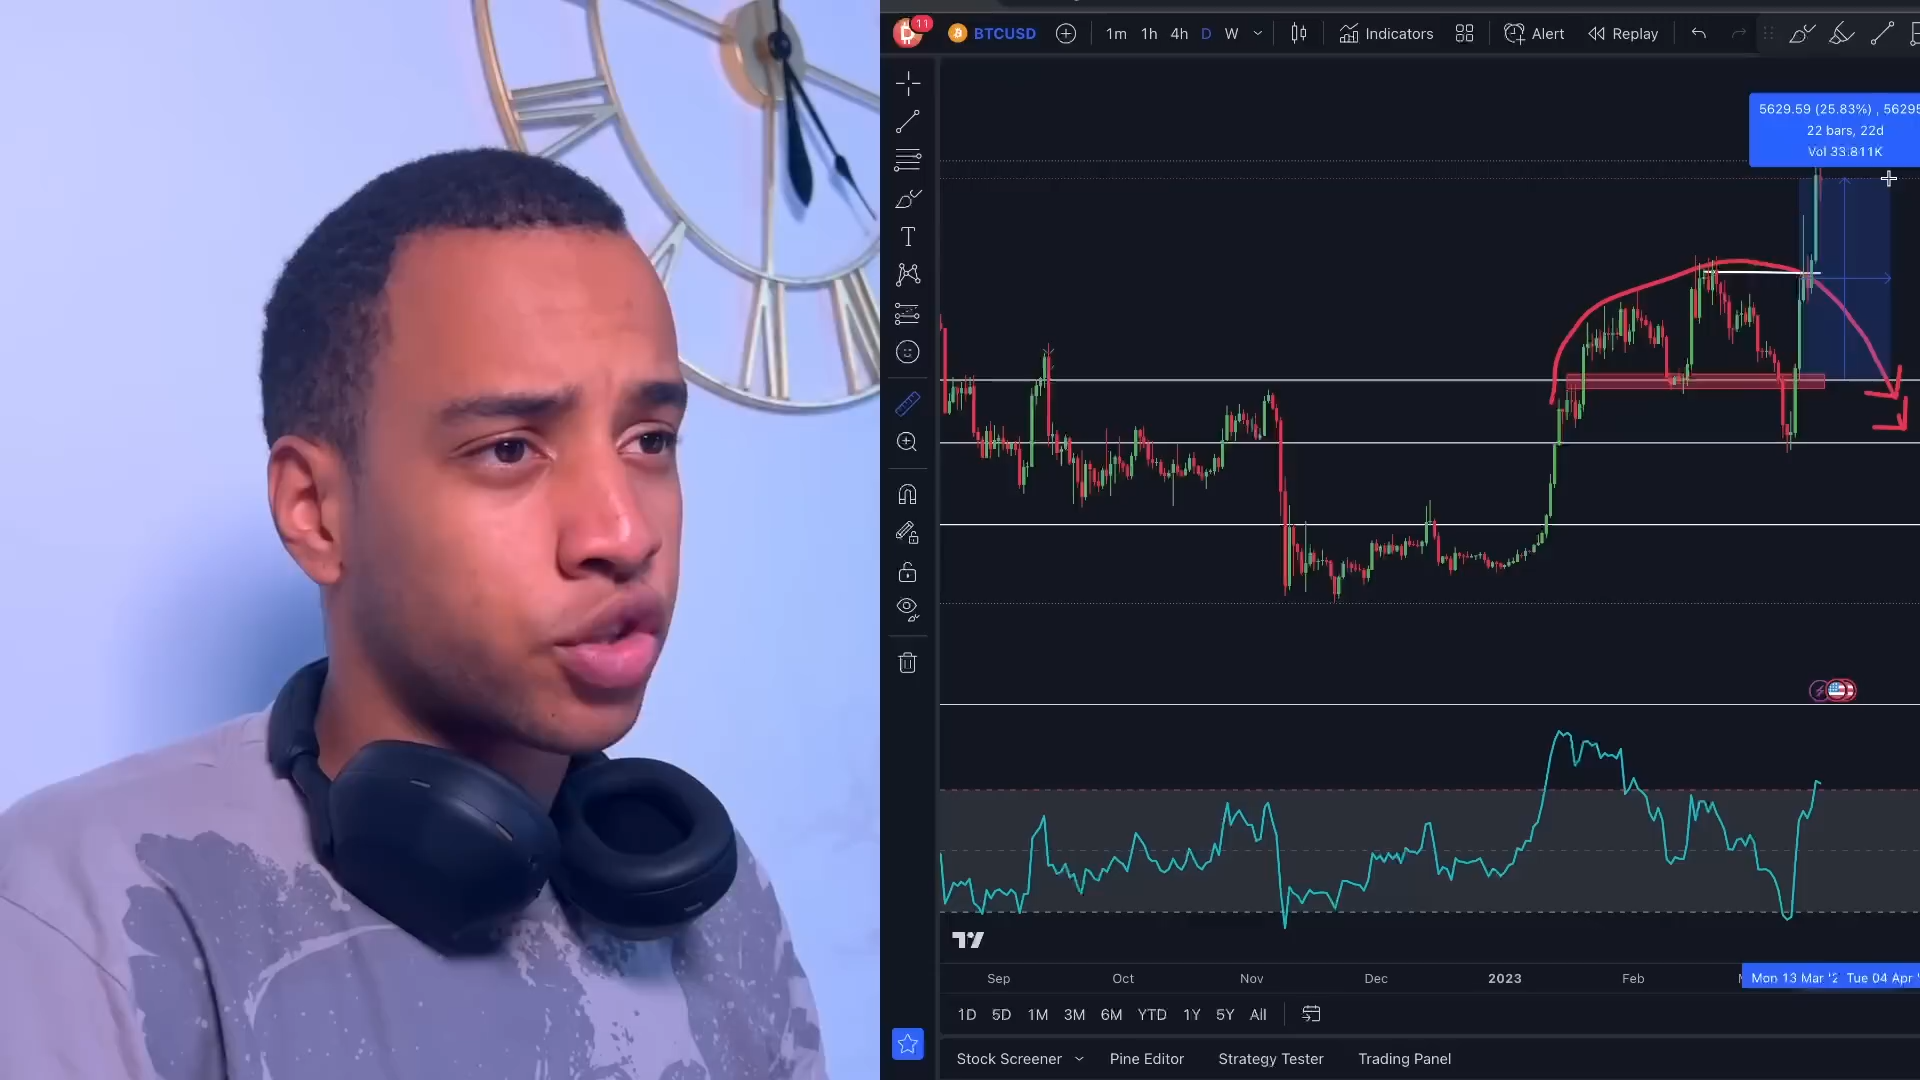 11
BTCUSD 1m 1h 4h D W Indicators Alert Replay
5629.59 (25.83%) , 56295
22 bars, 22d
Vol 33.811K
T
Sep Oct Nov Dec 2023 Feb Mon 13 Mar '2 Tue 04 Apr '
1D 5D 1M 3M 6M YTD 1Y 5Y All
Stock Screener Pine Editor Strategy Tester Trading Panel